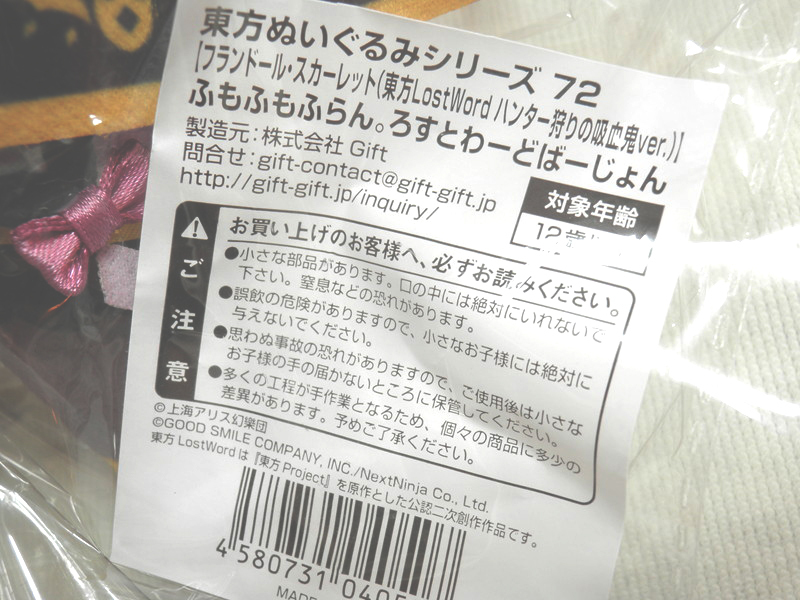 東方ぬいぐるみシリーズ 72
【フランドール・スカーレット(東方LostWord ハンター狩りの吸血鬼ver.)】
ふもふもふらん。ろすとわーどばーじょん
製造元：株式会社 Gift
問合せ：gift-contact@gift-gift.jp
http://gift-gift.jp/inquiry/
対象年齢
12歳
ご注意
お買い上げのお客様へ、必ずお読みください。
●小さな部品があります。口の中には絶対にいれないで
下さい。窒息などの恐れがあります。
●誤飲の危険がありますので、小さなお子様には絶対に
与えないでください。
●思わぬ事故の恐れがありますので、ご使用後は小さな
お子様の手の届かないところに保管してください。
●多くの工程が手作業となるため、個々の商品に多少の
差異があります。予めご了承ください。
©上海アリス幻樂団
©GOOD SMILE COMPANY, INC./NextNinja Co., Ltd.
東方 LostWord は『東方 Project』を原作とした公認二次創作作品です。
4 580731 040
MADE